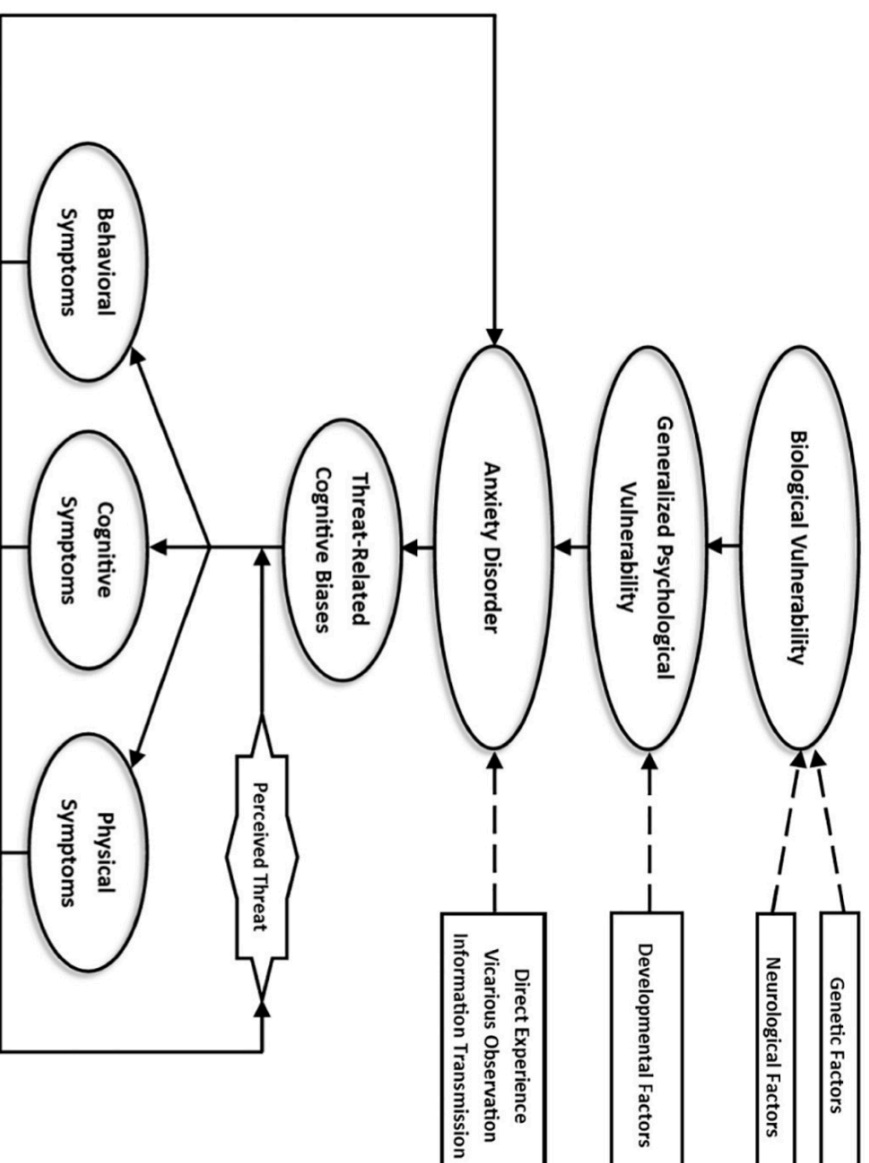 Genetic Factors
Neurological Factors
Biological Vulnerability
Developmental Factors
Generalized Psychological
Vulnerability
Direct Experience
Vicarious Observation
Information Transmission
Anxiety Disorder
Threat-Related
Cognitive Biases
Perceived Threat
Behavioral
Symptoms
Cognitive
Symptoms
Physical
Symptoms